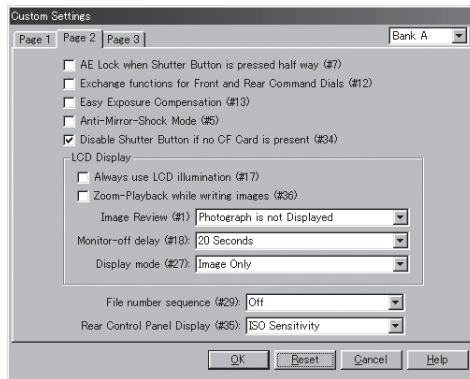 Custom Settings
Page 1 Page 2 Page 3 Bank A
AE Lock when Shutter Button is pressed half way (#7)
Exchange functions for Front and Rear Command Dials (#12)
Easy Exposure Compensation (#13)
Anti-Mirror-Shock Mode (#5)
Disable Shutter Button if no CF Card is present (#34)
LCD Display
Always use LCD illumination (#17)
Zoom-Playback while writing images (#36)
Image Review (#1) Photograph is not Displayed
Monitor-off delay (#18): 20 Seconds
Display mode (#27): Image Only
File number sequence (#29): Off
Rear Control Panel Display (#35): ISO Sensitivity
OK Reset Cancel Help